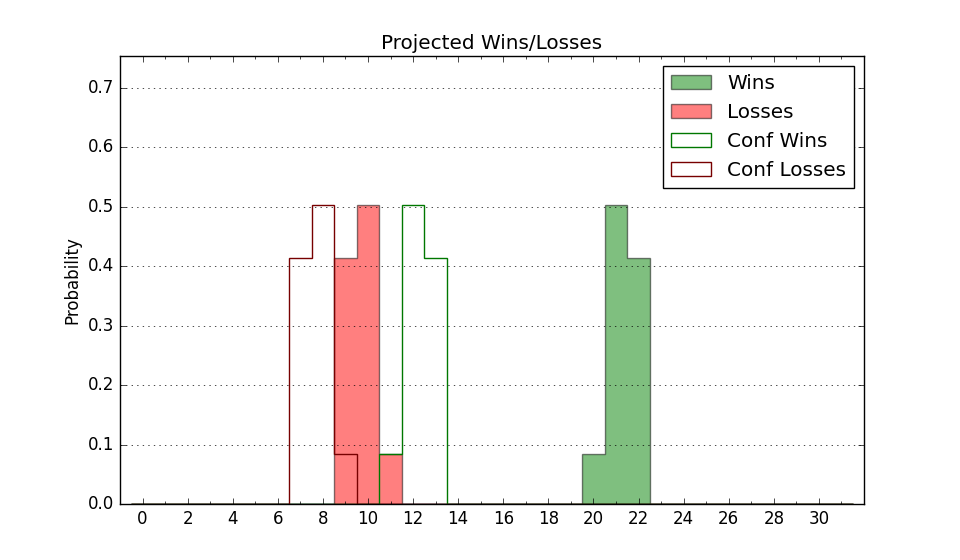 Projected Wins/Losses
Probability
0.7
0.6
0.5
0.4
0.3
0.2
0.1
0.0
0 2 4 6 8 10 12 14 16 18 20 22 24 26 28 30
Wins
Losses
Conf Wins
Conf Losses